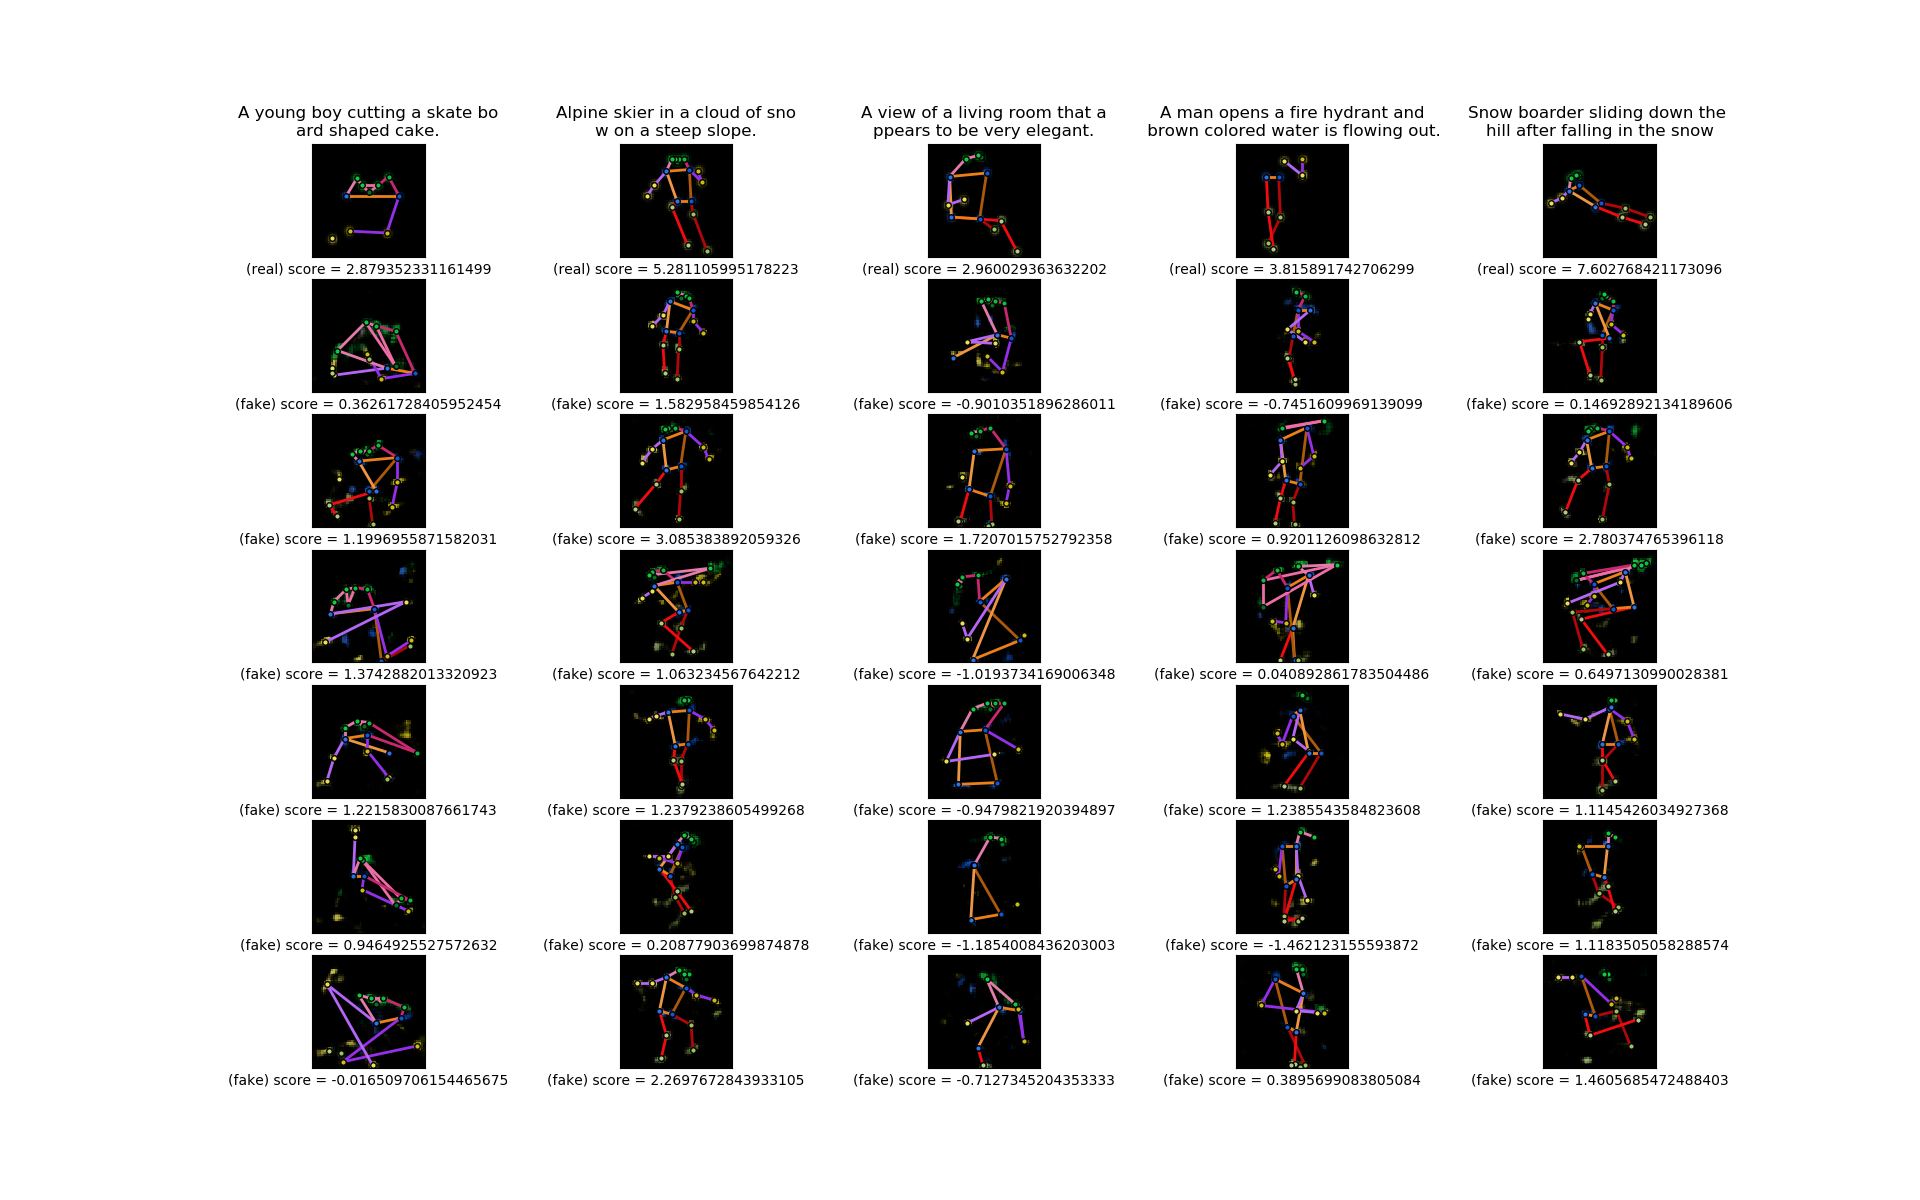 A young boy cutting a skate bo
ard shaped cake.
Alpine skier in a cloud of sno
w on a steep slope.
A view of a living room that a
ppears to be very elegant.
A man opens a fire hydrant and
brown colored water is flowing out.
Snow boarder sliding down the
hill after falling in the snow
(real) score = 2.879352331161499
(real) score = 5.281105995178223
(real) score = 2.960029363632202
(real) score = 3.815891742706299
(real) score = 7.602768421173096
(fake) score = 0.36261728405952454
(fake) score = 1.582958459854126
(fake) score = -0.9010351896286011
(fake) score = -0.7451609969139099
(fake) score = 0.14692892134189606
(fake) score = 1.1996955871582031
(fake) score = 3.085383892059326
(fake) score = 1.7207015752792358
(fake) score = 0.9201126098632812
(fake) score = 2.780374765396118
(fake) score = 1.3742882013320923
(fake) score = 1.063234567642212
(fake) score = -1.0193734169006348
(fake) score = 0.040892861783504486
(fake) score = 0.6497130990028381
(fake) score = 1.2215830087661743
(fake) score = 1.2379238605499268
(fake) score = -0.9479821920394897
(fake) score = 1.2385543584823608
(fake) score = 1.1145426034927368
(fake) score = 0.9464925527572632
(fake) score = 0.20877903699874878
(fake) score = -1.1854008436203003
(fake) score = -1.462123155593872
(fake) score = 1.1183505058288574
(fake) score = -0.016509706154465675
(fake) score = 2.2697672843933105
(fake) score = -0.7127345204353333
(fake) score = 0.3895699083805084
(fake) score = 1.4605685472488403